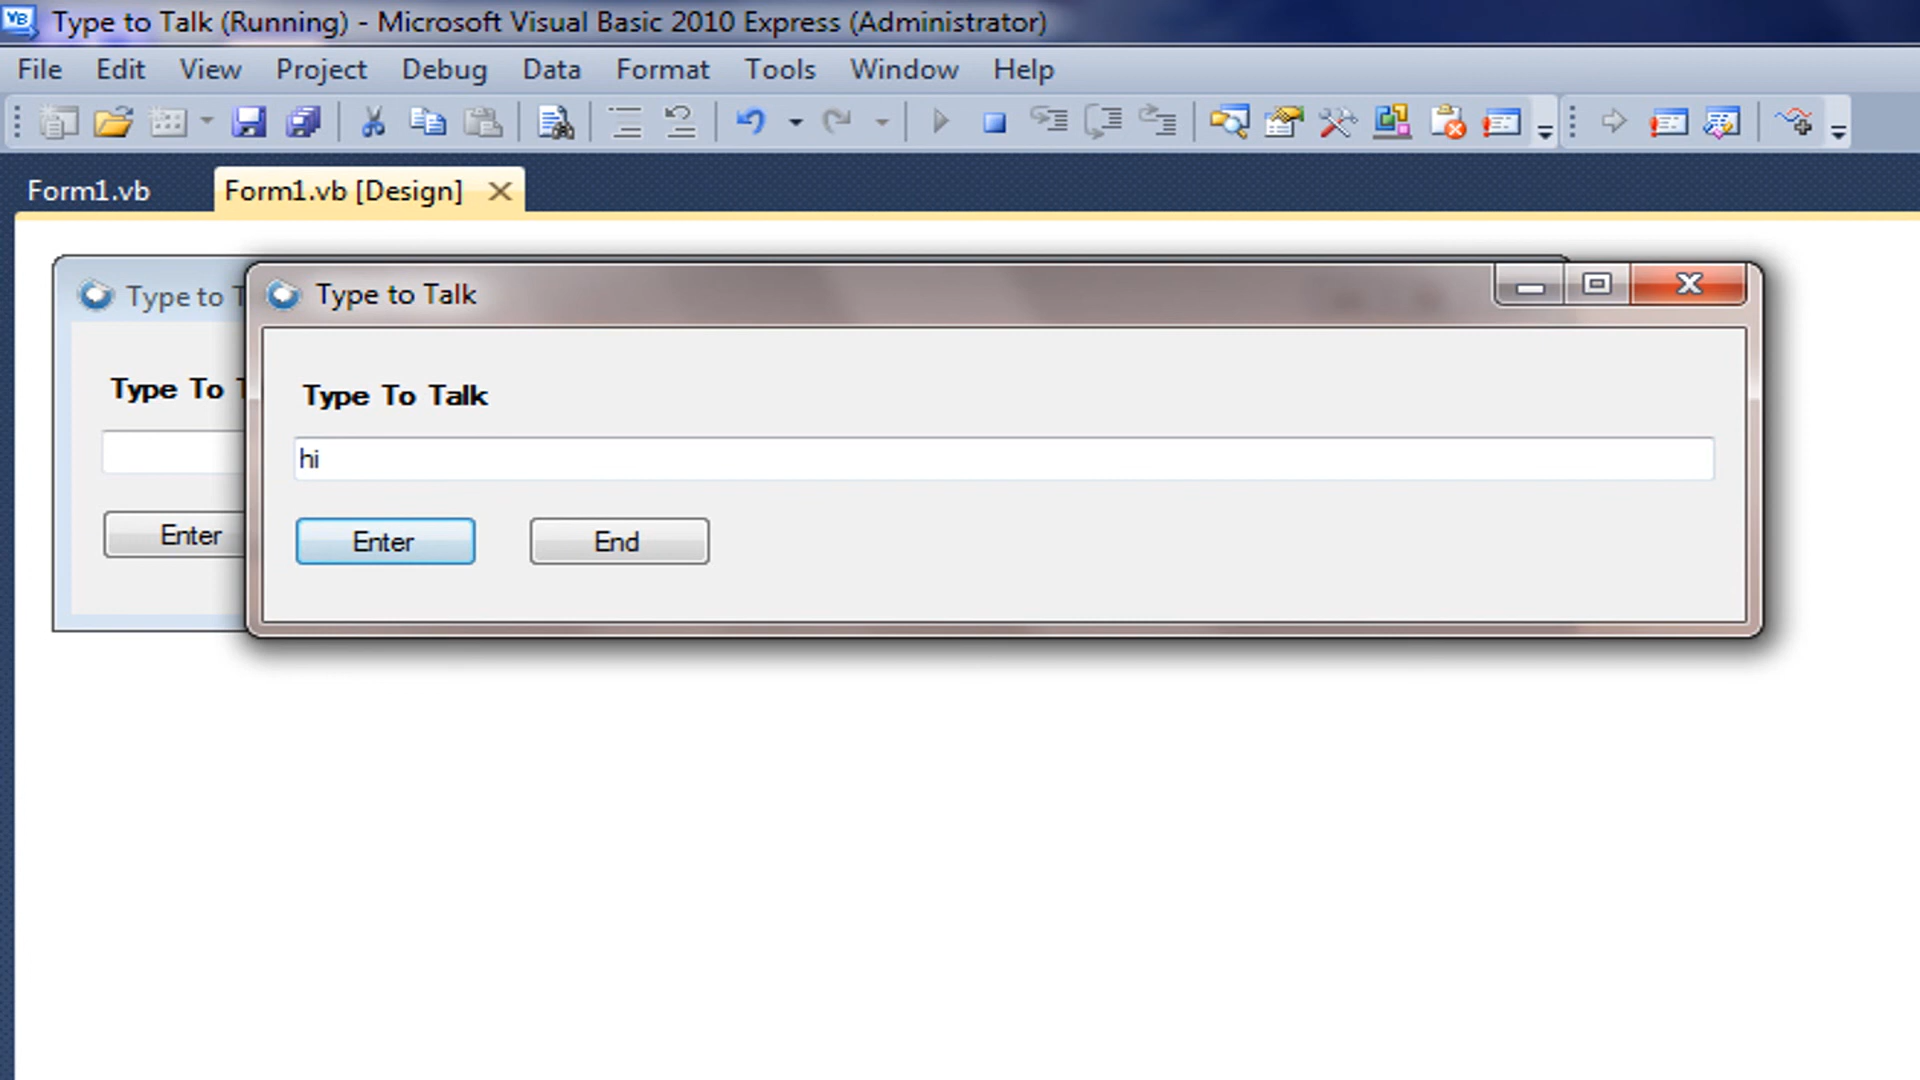 Type to Talk (Running) - Microsoft Visual Basic 2010 Express (Administrator)
File Edit View Project Debug Data Format Tools Window Help
Form1.vb Form1.vb [Design]
Type to
Type to Talk
Type To
Type To Talk
hi
Enter
Enter End